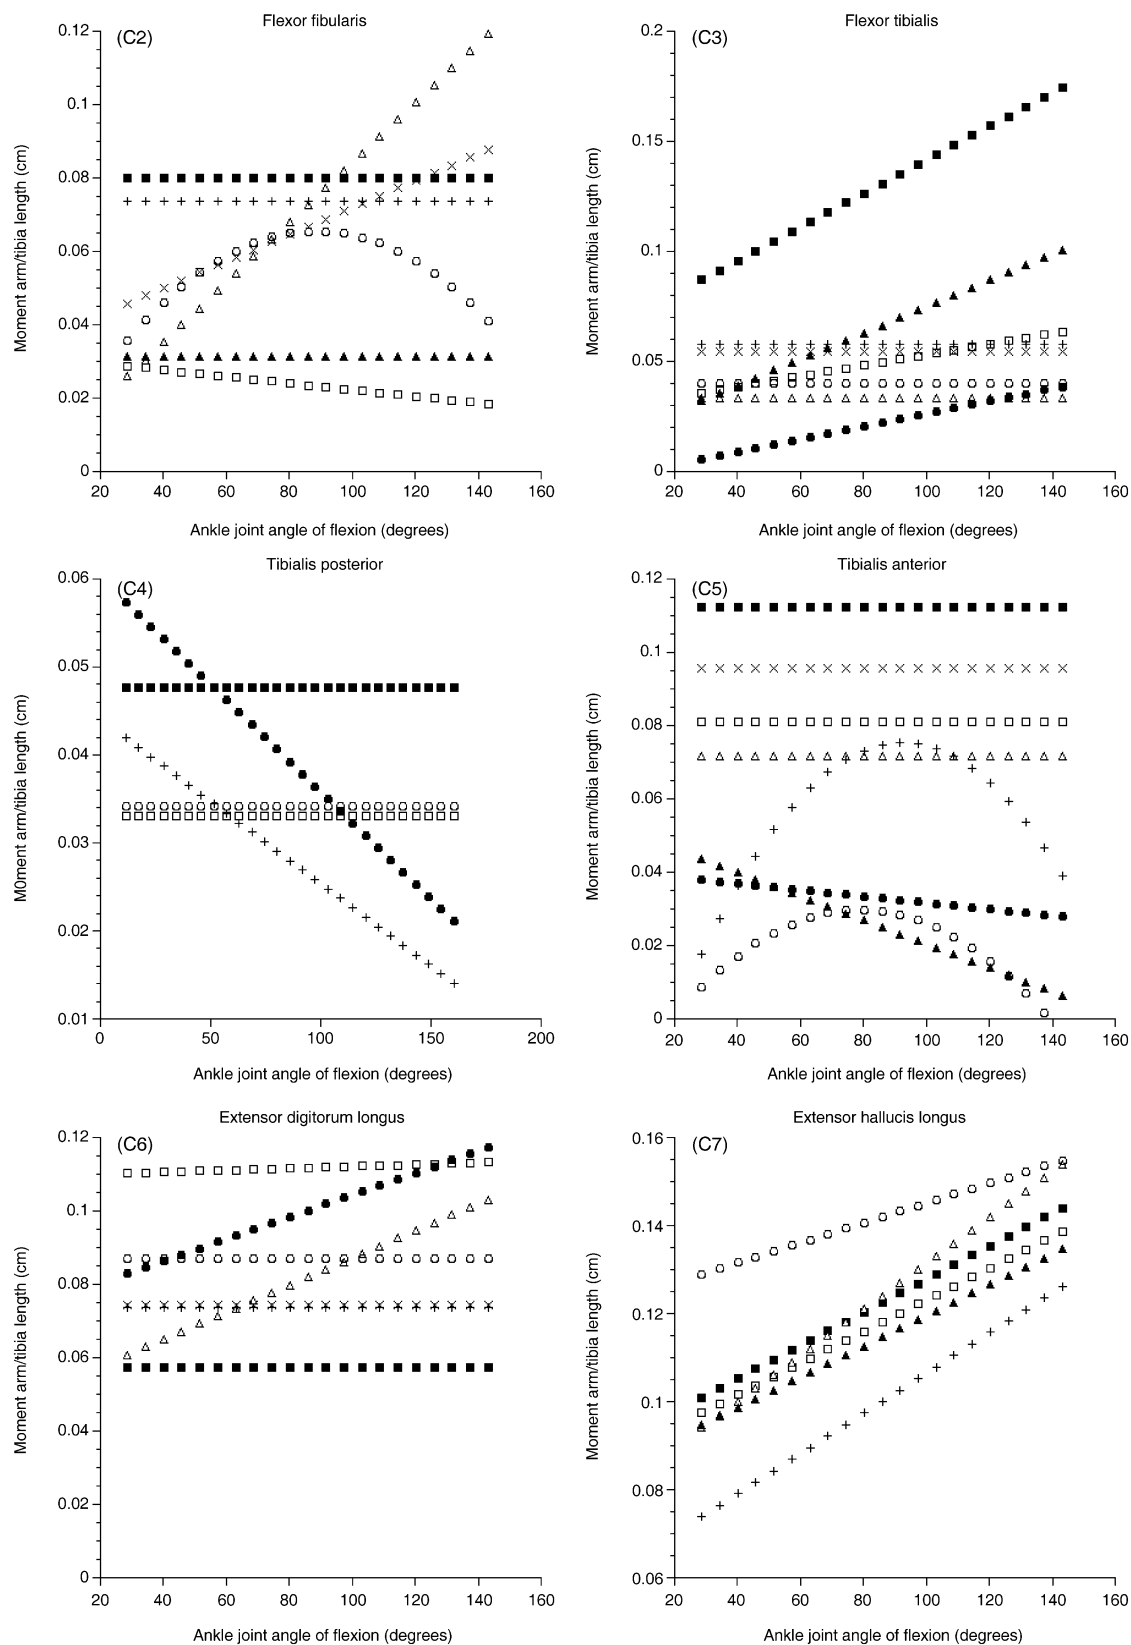 Flexor fibularis
(C2)
0.12
0.1
0.08
0.06
0.04
0.02
0
20 40 60 80 100 120 140 160
Moment arm/tibia length (cm)
Ankle joint angle of flexion (degrees)
Flexor tibialis
(C3)
0.2
0.15
0.1
0.05
0
20 40 60 80 100 120 140 160
Moment arm/tibia length (cm)
Ankle joint angle of flexion (degrees)
Tibialis posterior
(C4)
0.06
0.05
0.04
0.03
0.02
0.01
0 50 100 150 200
M0ment arm/tibia length (cm)
Ankle joint angle of flexion (degrees)
Tibialis anterior
(C5)
0.12
0.1
0.08
0.06
0.04
0.02
0
20 40 60 80 100 120 140 160
Moment arm/tibia length (cm)
Ankle joint angle of flexion (degrees)
Extensor digitorum longus
(C6)
0.12
0.1
0.08
0.06
0.04
0.02
0
20 40 60 80 100 120 140 160
Moment arm/tibia length (cm)
Ankle joint angle of flexion (degrees)
Extensor hallucis longus
(C7)
0.16
0.14
0.12
0.1
0.08
0.06
20 40 60 80 100 120 140 160
Moment arm/tibia length (cm)
Ankle joint angle of flexion (degrees)